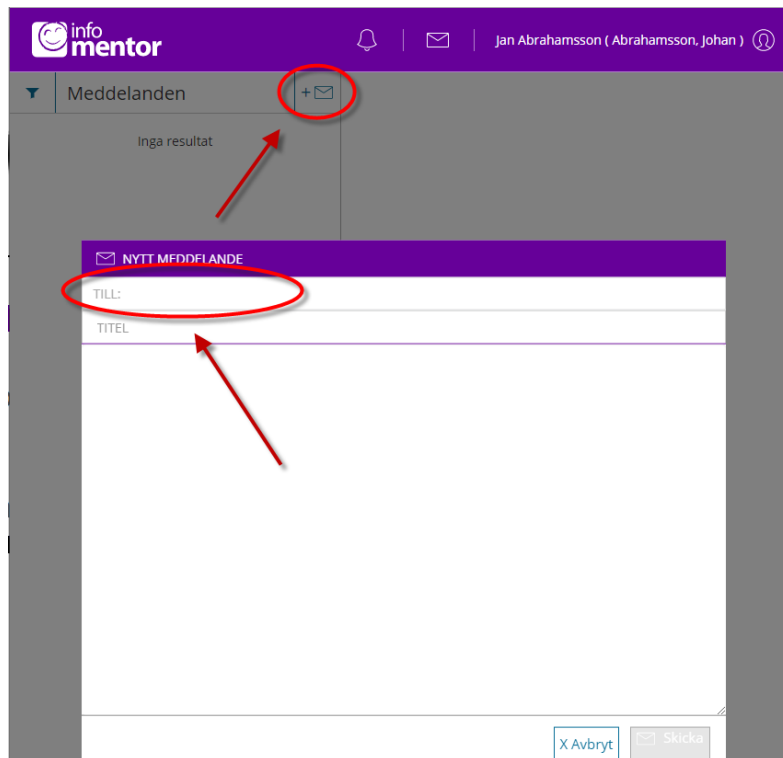 info
mentor
Jan Abrahamsson ( Abrahamsson, Johan )
Meddelanden
+
Inga resultat
NYTT MEDDELANDE
TILL:
TITEL
X Avbryt
Skicka